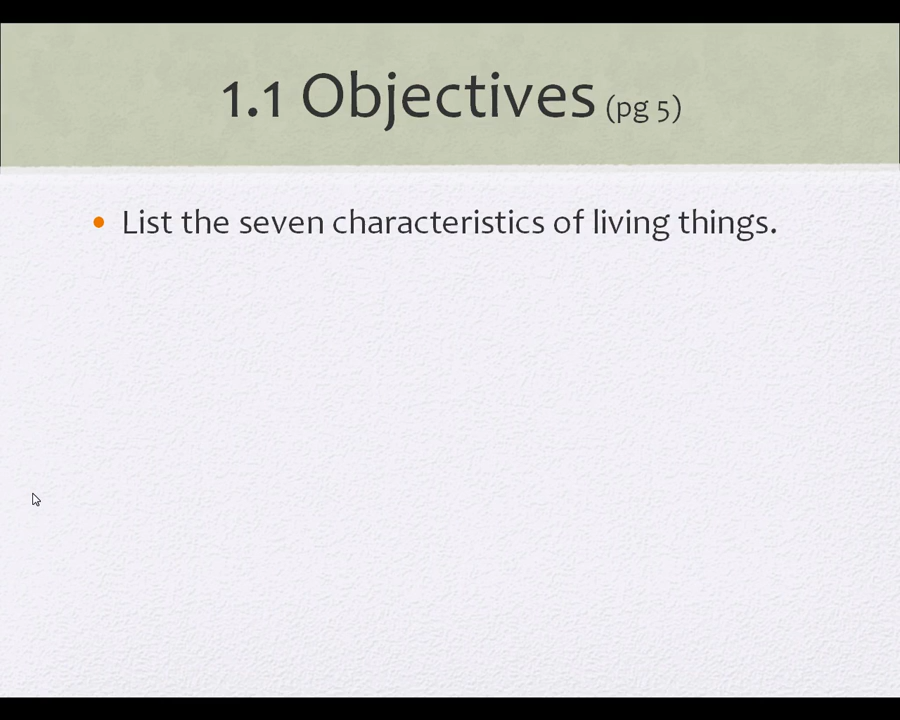 1.1 Objectives (pg 5)
List the seven characteristics of living things.